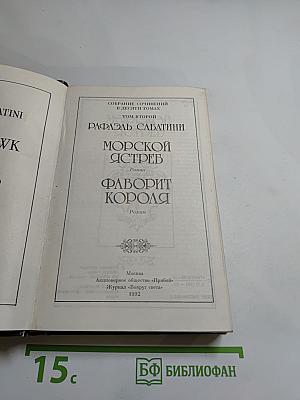 ATINI
WK
СОБРАНИЕ СОЧИНЕНИЙ
В ДЕСЯТИ ТОМАХ
ТОМ ВТОРОЙ
РАФАЭЛЬ САБАТИНИ
МОРСКОЙ
ЯСТРЕБ
Роман
ФАВОРИТ
КОРОЛЯ
Роман
Москва
Акционерное общество «Прибой»
Журнал «Вокруг света»
1992
15 с
БФ БИБЛИОФАН